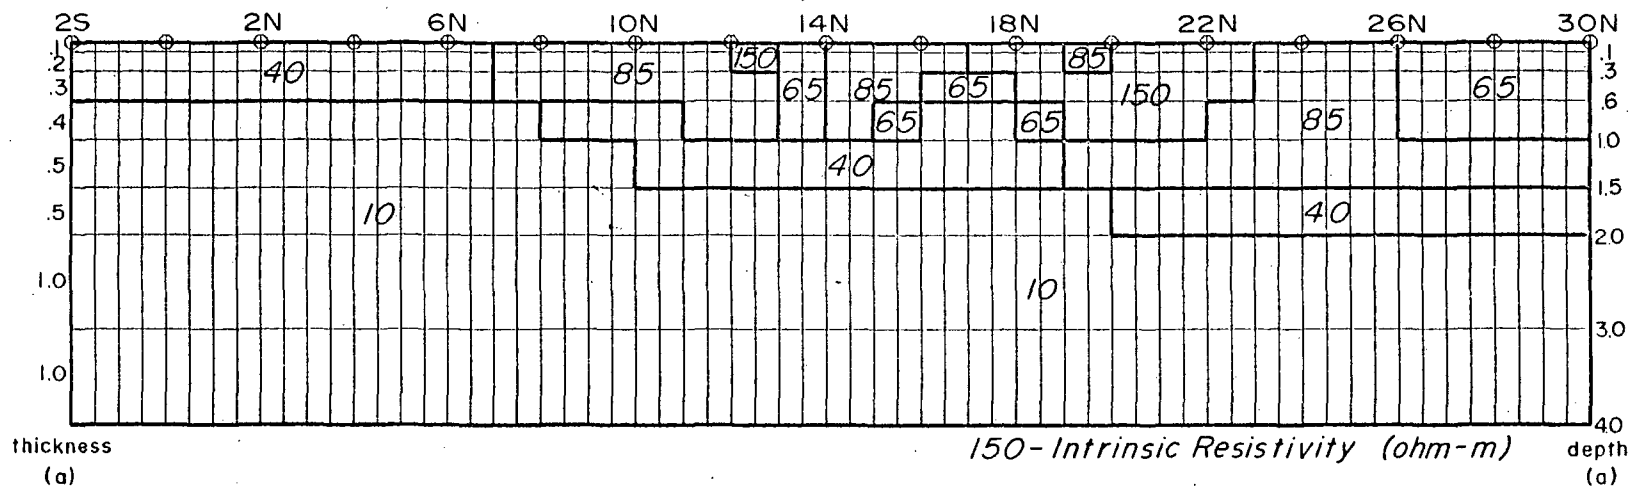 2S 2N 6N 10N 14N 18N 22N 26N 30N
.1 150 85 .1
.2 40 85 65 85 65 150 65 .3
.3 .6
.4 65 65 85 1.0
.5 40 1.5
.5 10 40 2.0
1.0 10 3.0
1.0 4.0
thickness 150-Intrinsic Resistivity (ohm-m) depth
(a) (a)